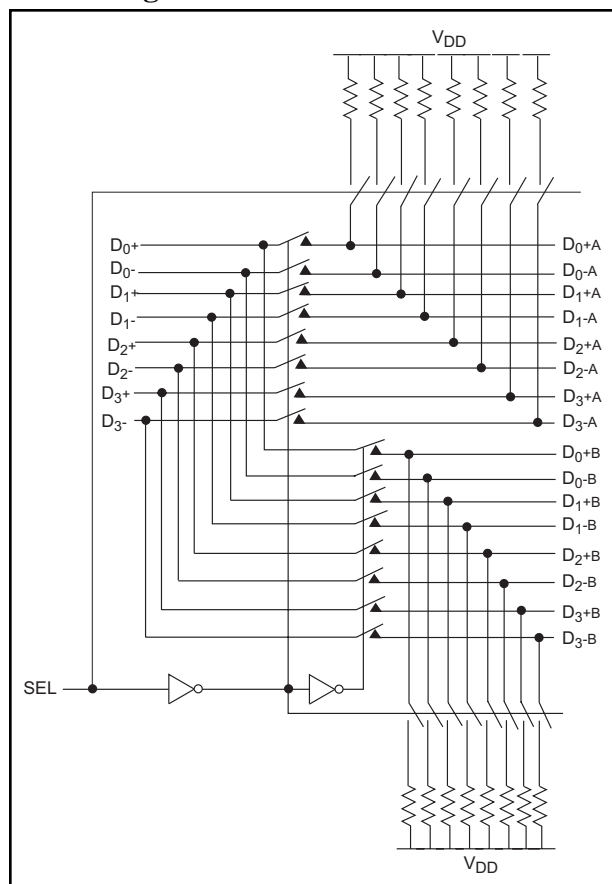 VDD
D0+
D0-
D1+
D1-
D2+
D2-
D3+
D3-
D0+A
D0-A
D1+A
D1-A
D2+A
D2-A
D3+A
D3-A
D0+B
D0-B
D1+B
D1-B
D2+B
D2-B
D3+B
D3-B
SEL
VDD